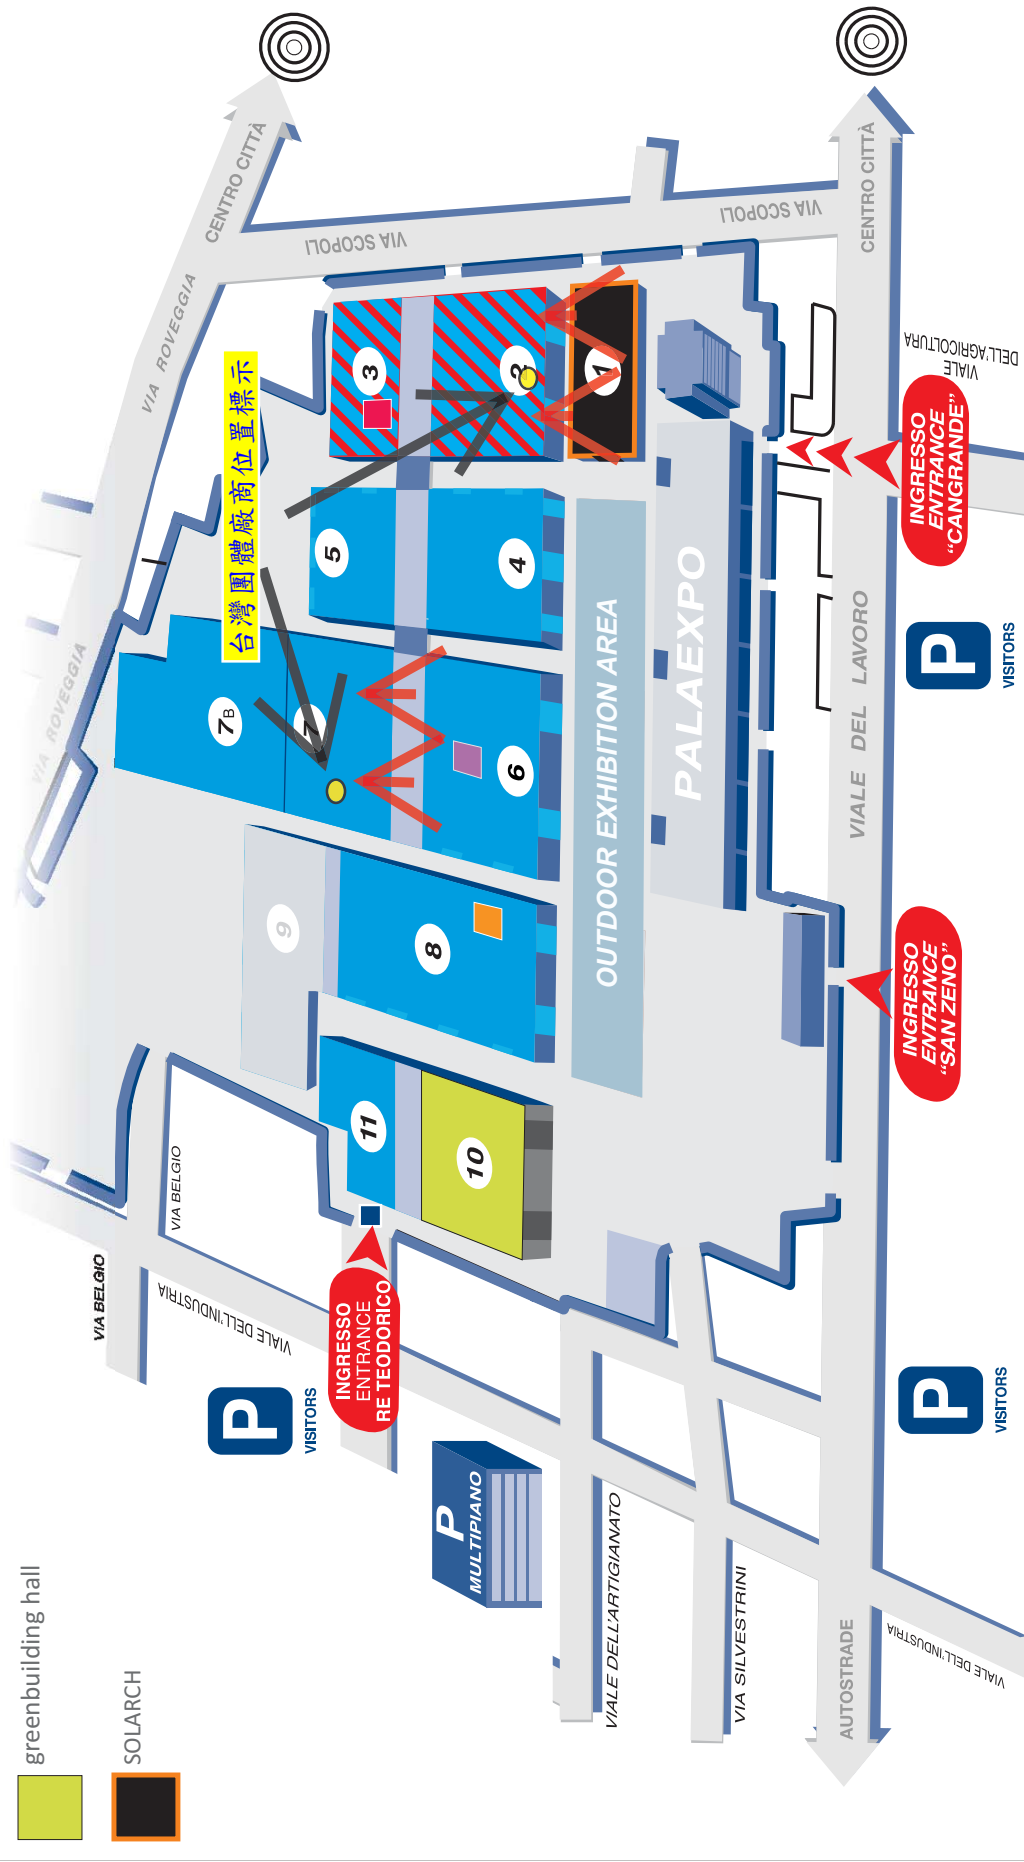 greenbuilding hall
SOLARCH
VIA BELGIO
VIA BELGIO
VIALE DELL'INDUSTRIA
P
VISITORS
INGRESSO
ENTRANCE
RE TEODORICO
P
MULTIPIANO
VIALE DELL'ARTIGIANATO
VIA SILVESTRINI
AUTOSTRADE
VIALE DELL'INDUSTRIA
P
VISITORS
11
10
9
8
7B
7
6
5
4
3
2
1
台灣團體廠商位置標示
OUTDOOR EXHIBITION AREA
PALAEXPO
VIA ROVEGGIA
VIA ROVEGGIA
CENTRO CITTÀ
VIA SCOPOLI
VIA SCOPOLI
CENTRO CITTÀ
VIALE DEL LAVORO
INGRESSO
ENTRANCE
"SAN ZENO"
P
VISITORS
INGRESSO
ENTRANCE
"CANGRANDE"
VIALE
DELL'AGRICOLTURA